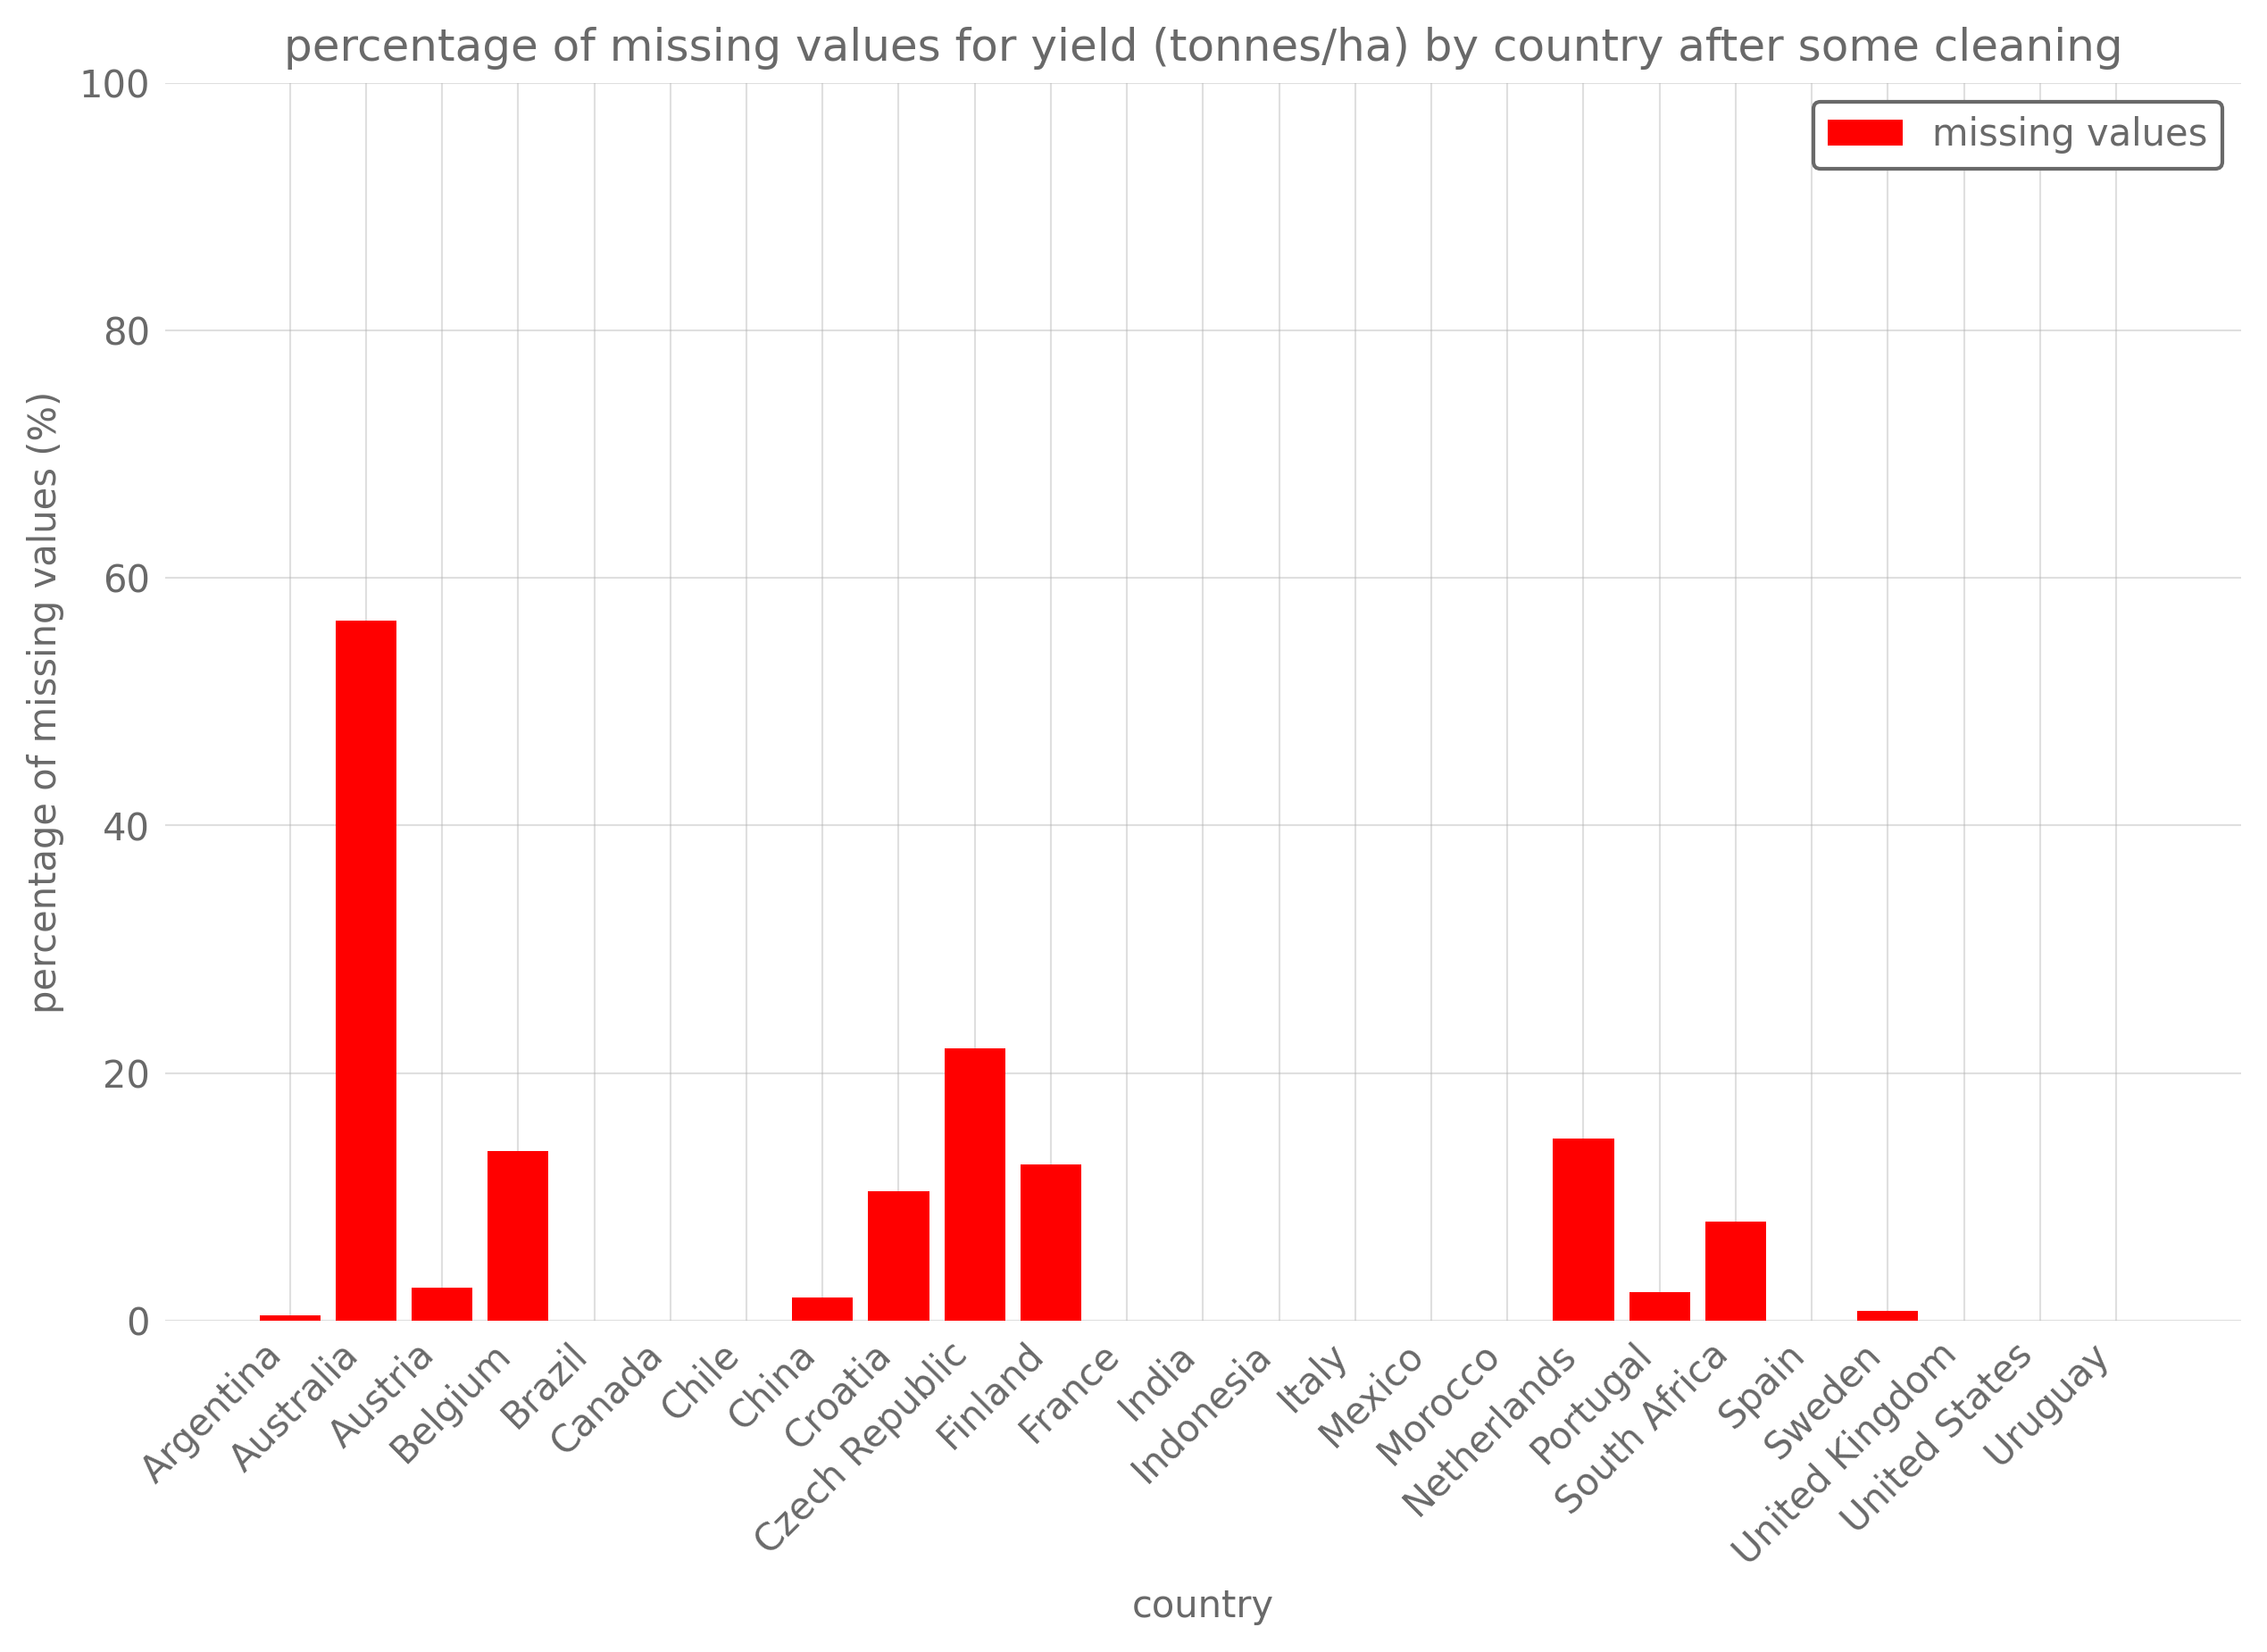 percentage of missing values for yield (tonnes/ha) by country after some cleaning
missing values
percentage of missing values (%)
100
80
60
40
20
0
Argentina
Australia
Austria
Belgium
Brazil
Canada
Chile
China
Croatia
Czech Republic
Finland
France
India
Indonesia
Italy
Mexico
Morocco
Netherlands
Portugal
South Africa
Spain
Sweden
United Kingdom
United States
Uruguay
country